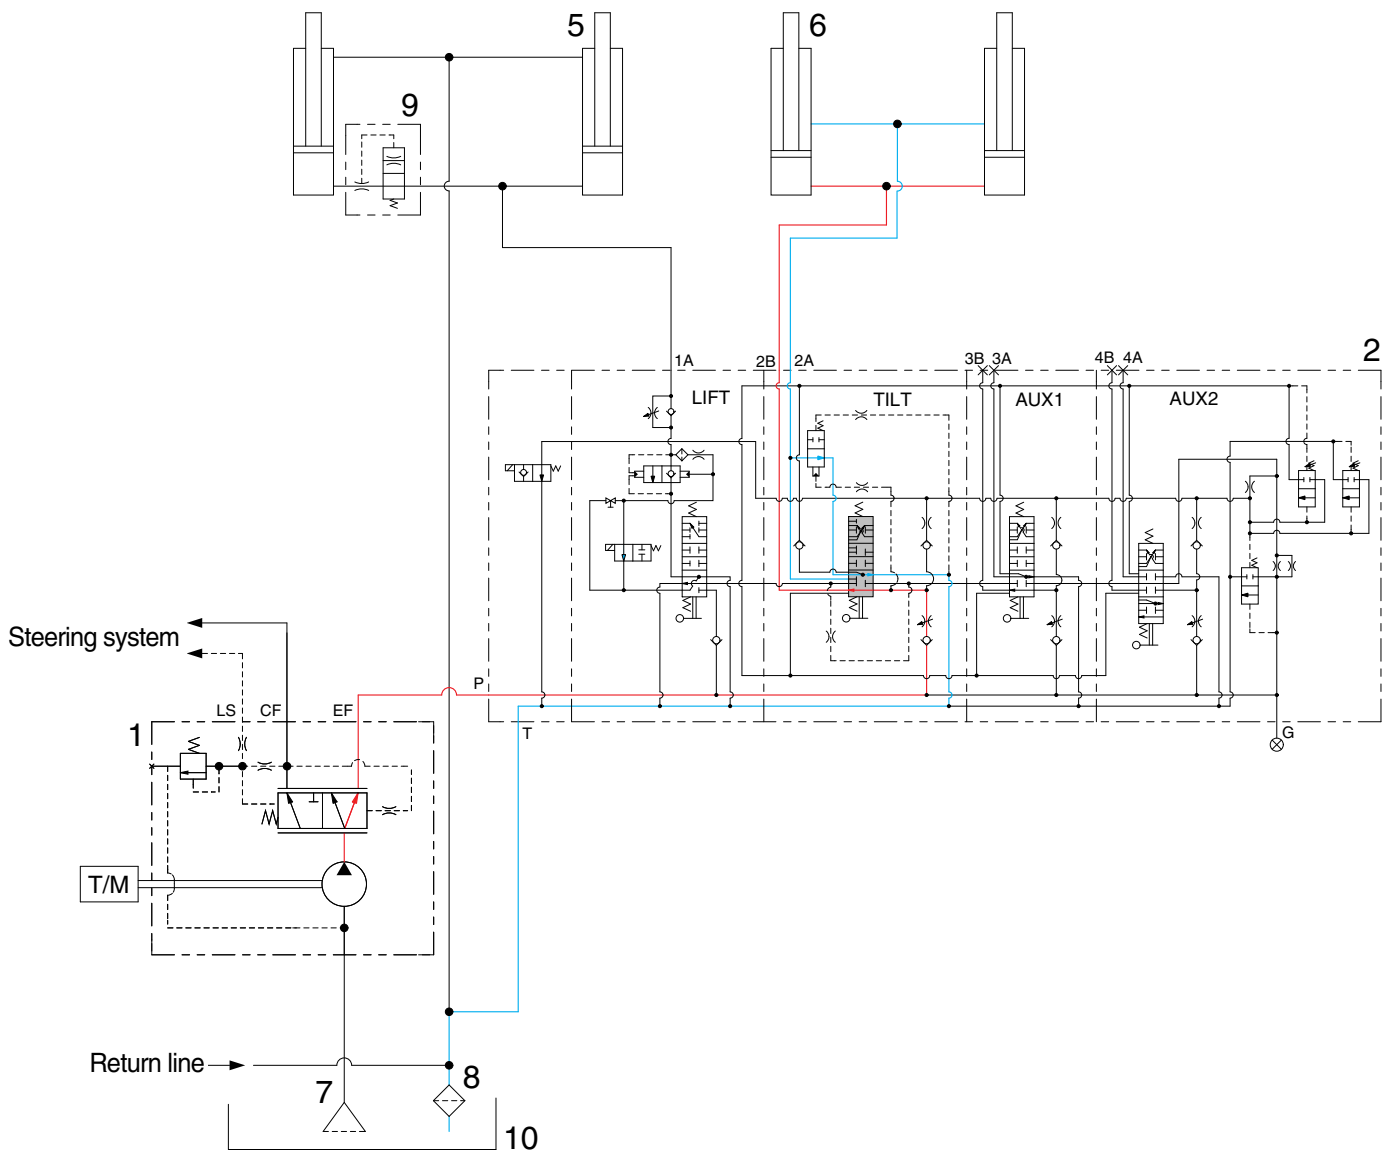 5
6
9
1A
2B
2A
3B
3A
4B
4A
2
LIFT
TILT
AUX1
AUX2
Steering system
P
LS
CF
EF
1
T
G
T/M
Return line
7
8
10